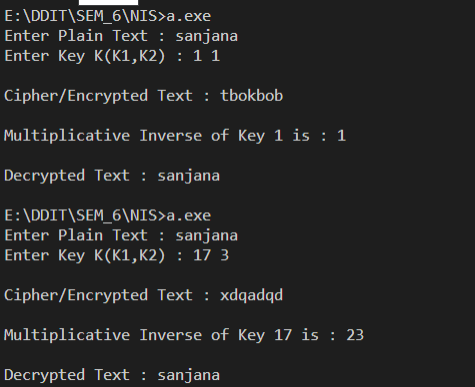 E:\DDIT\SEM_6\NIS>a.exe
Enter Plain Text : sanjana
Enter Key K(K1,K2) : 1 1
Cipher/Encrypted Text : tbokbob
Multiplicative Inverse of Key 1 is : 1
Decrypted Text : sanjana
E:\DDIT\SEM_6\NIS>a.exe
Enter Plain Text : sanjana
Enter Key K(K1,K2) : 17 3
Cipher/Encrypted Text : xdqadqd
Multiplicative Inverse of Key 17 is : 23
Decrypted Text : sanjana